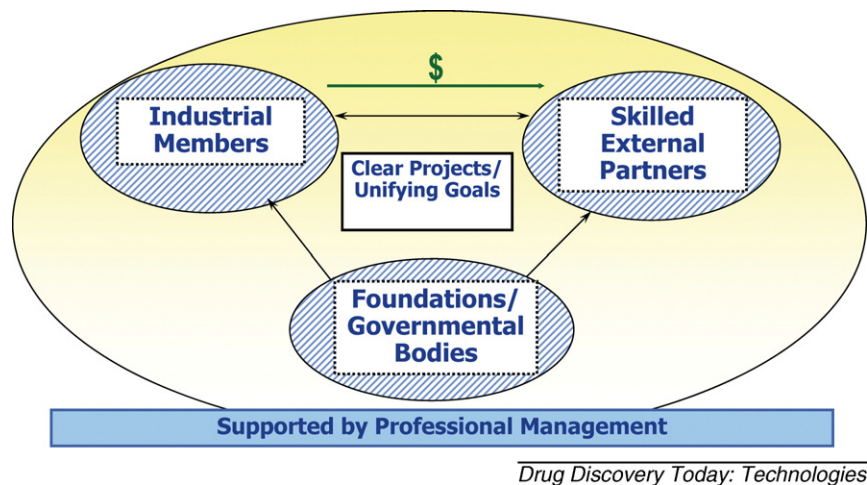 $
Industrial
Members
Skilled
External
Partners
Clear Projects/
Unifying Goals
Foundations/
Governmental
Bodies
Supported by Professional Management
Drug Discovery Today: Technologies